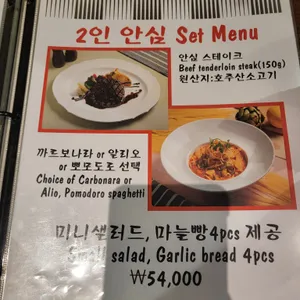 2인 안심 Set Menu
안심 스테이크
Beef tenderloin steak(150g)
원산지:호주산소고기
까르보나라 or 알리오
or 뽀모도로 선택
Choice of Carbonara or
Alio, Pomodoro spaghetti
미니샐러드, 마늘빵4pcs 제공
Small salad, Garlic bread 4pcs
₩54,000